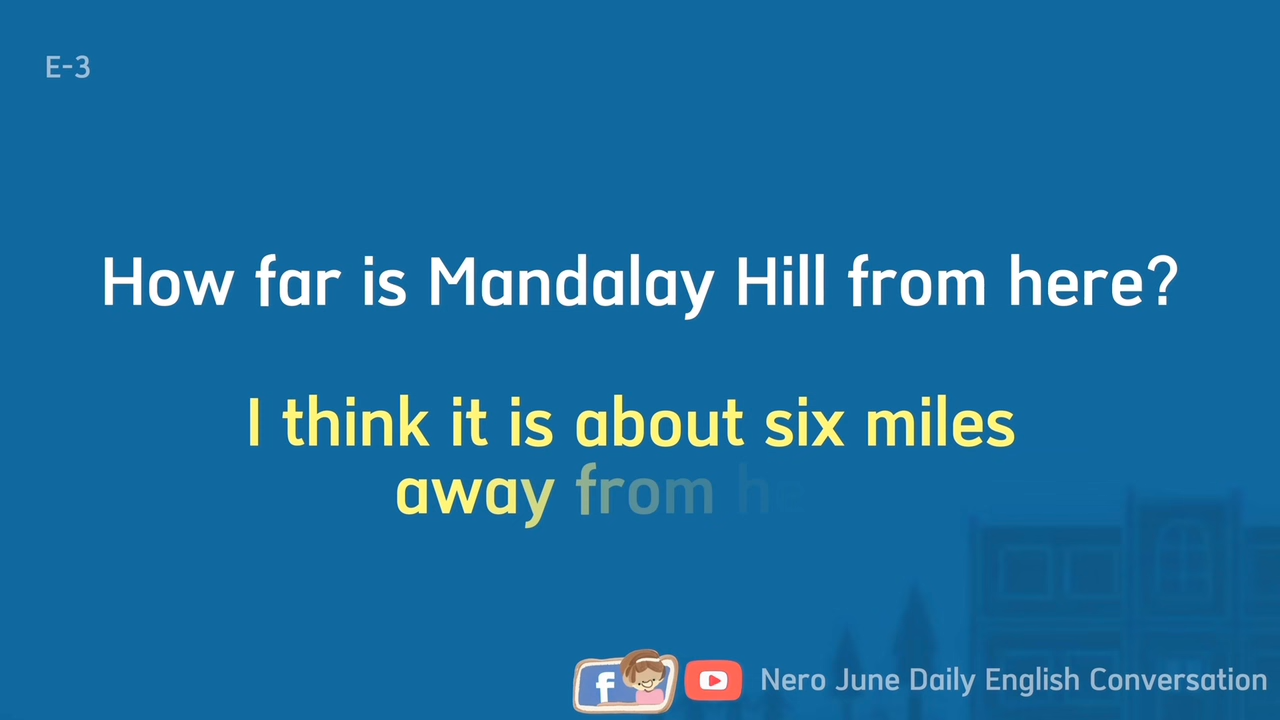 E-3
How far is Mandalay Hill from here?
I think it is about six miles
away from he
Nero June Daily English Conversation